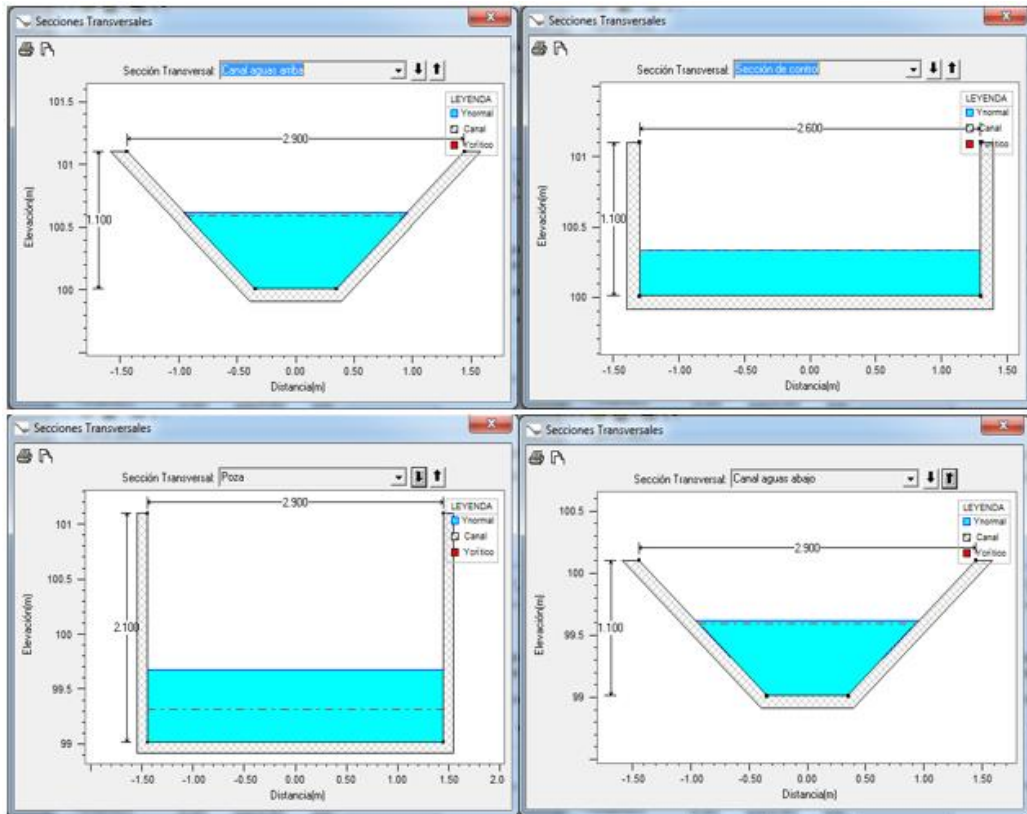 Secciones Transversales
Sección Transversal: Canal aguas arriba
LEYENDA
Ynormal
Canal
Ycrítico
2.900
1.100
Elevación(m)
101.5
101
100.5
100
-1.50 -1.00 -0.50 0.00 0.50 1.00 1.50
Distancia(m)
Secciones Transversales
Sección Transversal: Sección de control
LEYENDA
Ynormal
Canal
Ycrítico
2.600
1.100
Elevación(m)
101
100.5
100
-1.50 -1.00 -0.50 0.00 0.50 1.00 1.50
Distancia(m)
Secciones Transversales
Sección Transversal: Poza
LEYENDA
Ynormal
Canal
Ycrítico
2.900
2.100
Elevación(m)
101
100.5
100
99.5
99
-1.50 -1.00 -0.50 0.00 0.50 1.00 1.50 2.0
Distancia(m)
Secciones Transversales
Sección Transversal: Canal aguas abajo
LEYENDA
Ynormal
Canal
Ycrítico
2.900
1.100
Elevación(m)
100.5
100
99.5
99
-1.50 -1.00 -0.50 0.00 0.50 1.00 1.50
Distancia(m)